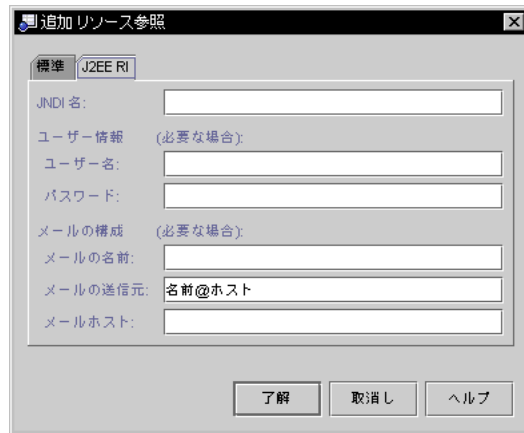 追加 リソース参照
標準 J2EE RI
JNDI 名:
ユーザー情報 (必要な場合):
ユーザー名:
パスワード:
メールの構成 (必要な場合):
メールの名前:
メールの送信元: 名前@ホスト
メールホスト:
了解 取消し ヘルプ